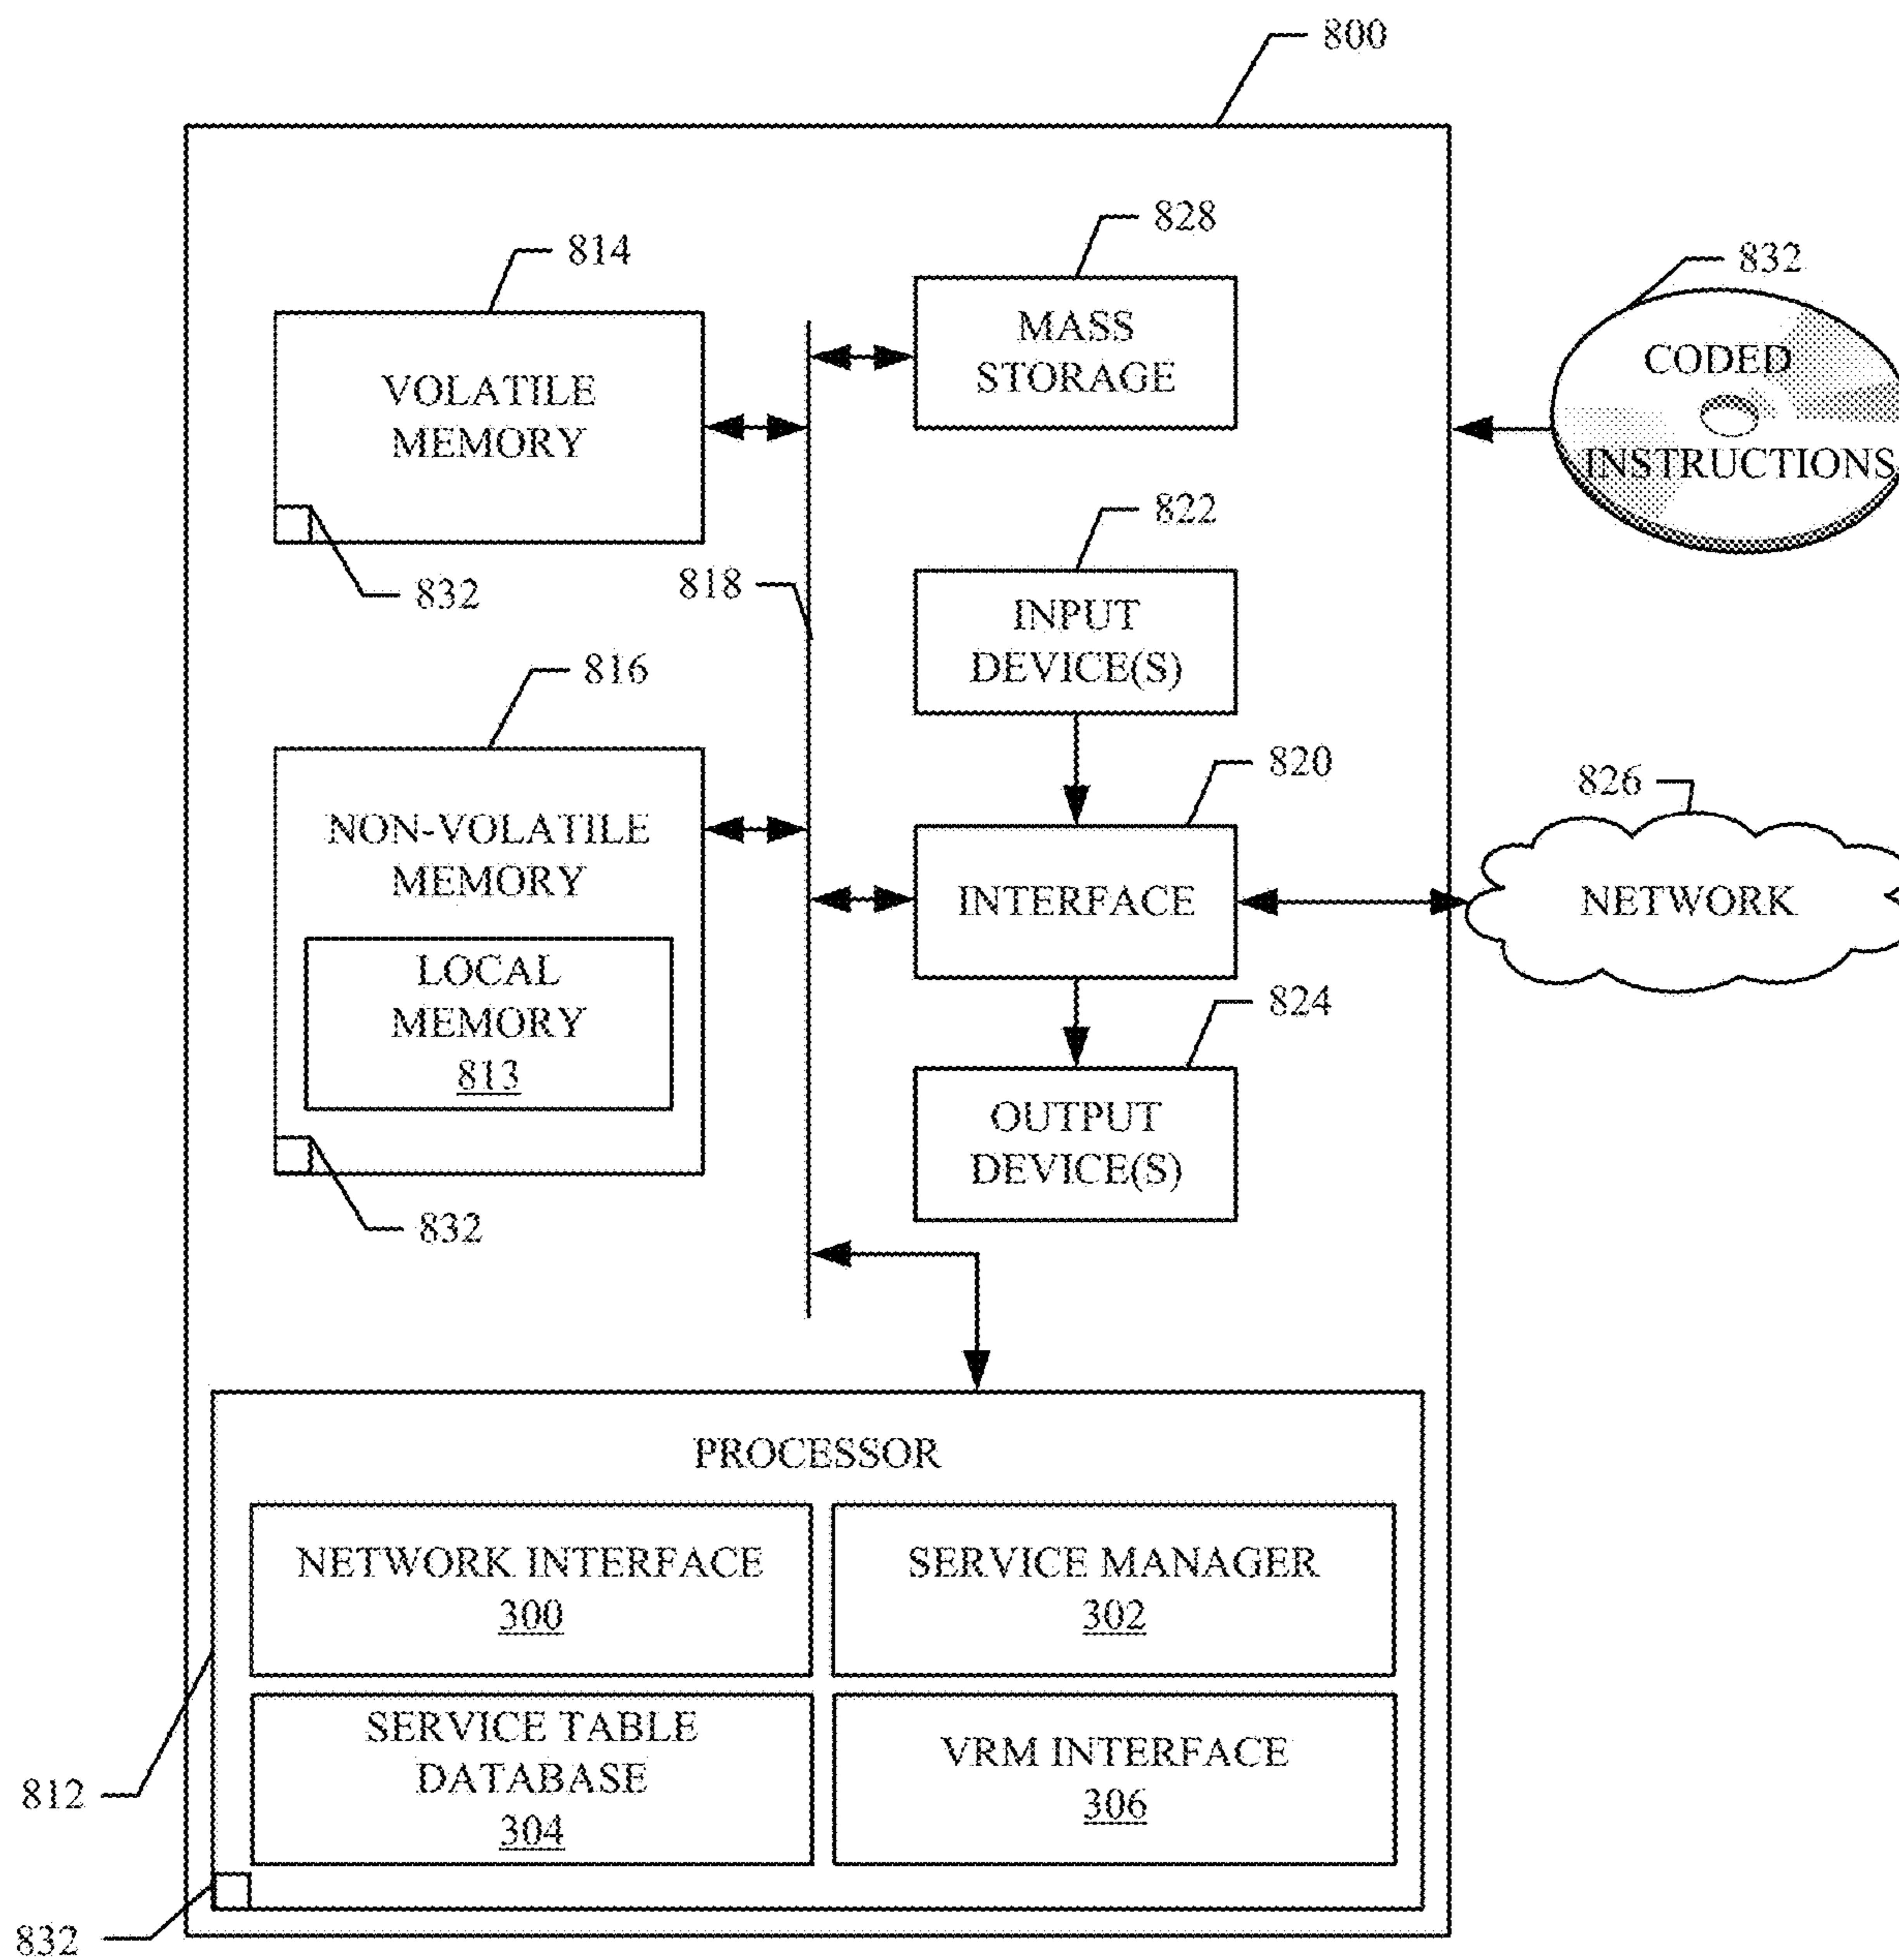 800
828
814
832
MASS
STORAGE
CODED
INSTRUCTIONS
VOLATILE
MEMORY
832
822
818
INPUT
DEVICE(S)
816
820
826
NON-VOLATILE
MEMORY
INTERFACE
NETWORK
LOCAL
MEMORY
813
824
OUTPUT
DEVICE(S)
832
PROCESSOR
NETWORK INTERFACE
300
SERVICE MANAGER
302
SERVICE TABLE
DATABASE
304
VRM INTERFACE
306
812
832